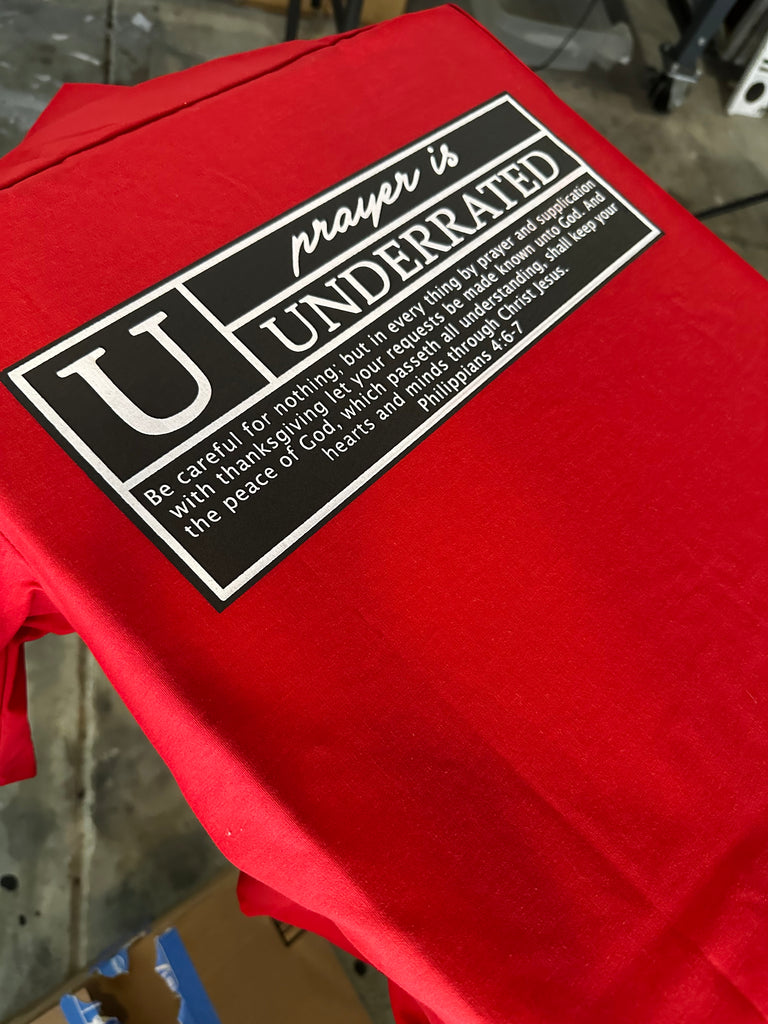 prayer is
U
UNDERRATED
Be careful for nothing; but in every thing by prayer and supplication
with thanksgiving let your requests be made known unto God. And
the peace of God, which passeth all understanding, shall keep your
hearts and minds through Christ Jesus.
Philippians 4:6-7